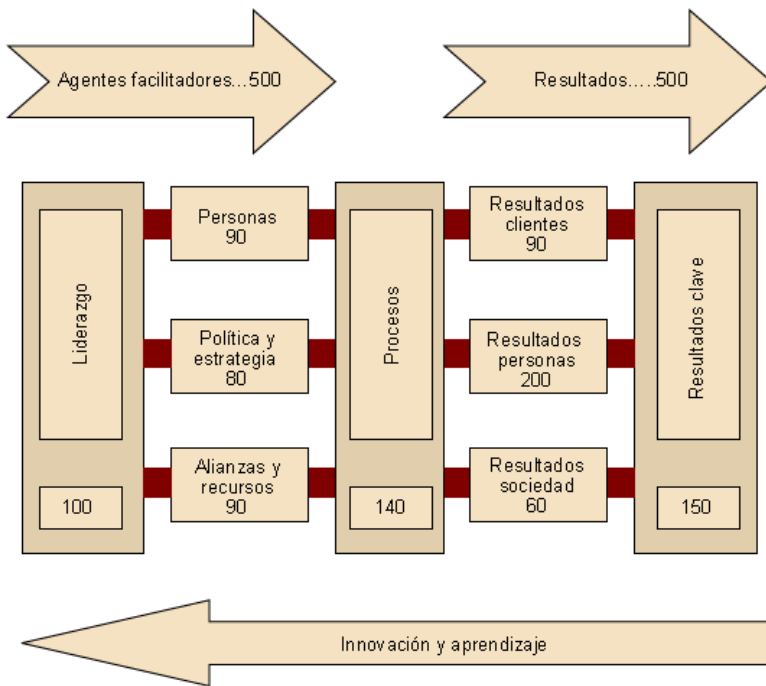 Agentes facilitadores...500
Resultados.....500
Liderazgo
100
Personas
90
Política y
estrategia
80
Alianzas y
recursos
90
Procesos
140
Resultados
clientes
90
Resultados
personas
200
Resultados
sociedad
60
Resultados clave
150
Innovación y aprendizaje